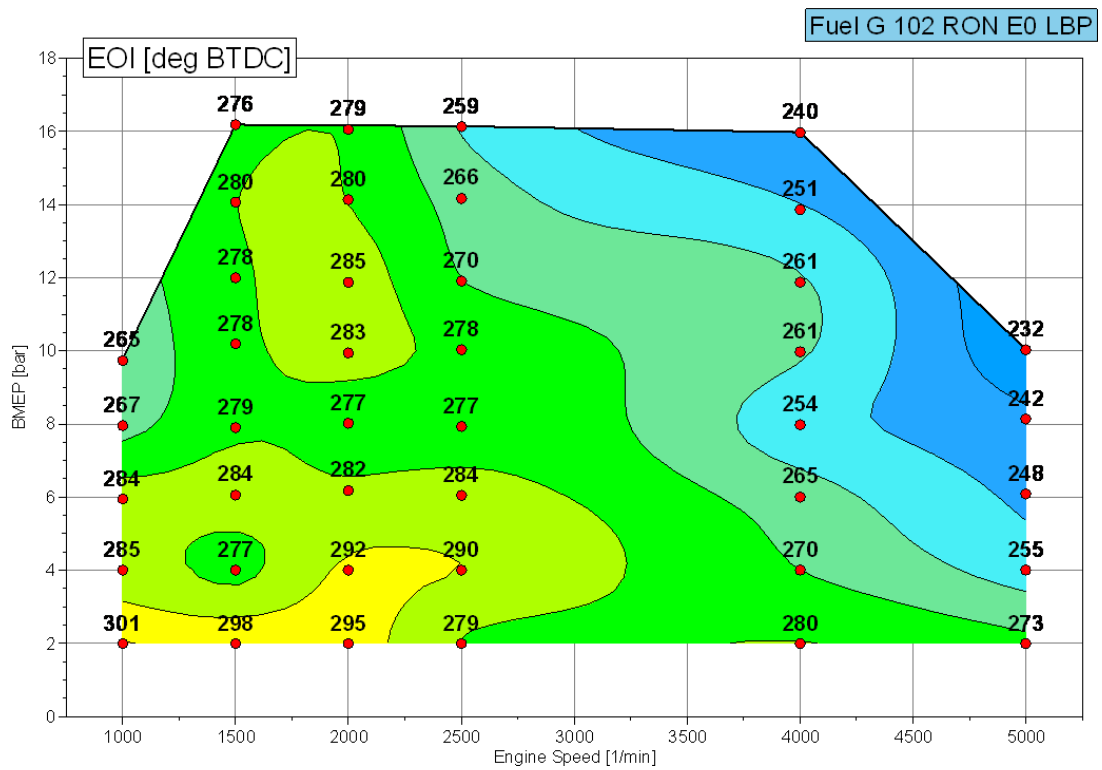 Fuel G 102 RON E0 LBP
EOI [deg BTDC]
18
16
14
12
10
8
6
4
2
0
BMEP [bar]
276 279 259 240
280 280 266 251
278 285 270 261
265 278 283 278 261 232
267 279 277 277 254 242
284 284 282 284 265 248
285 277 292 290 270 255
301 298 295 279 280 273
1000 1500 2000 2500 3000 3500 4000 4500 5000
Engine Speed [1/min]